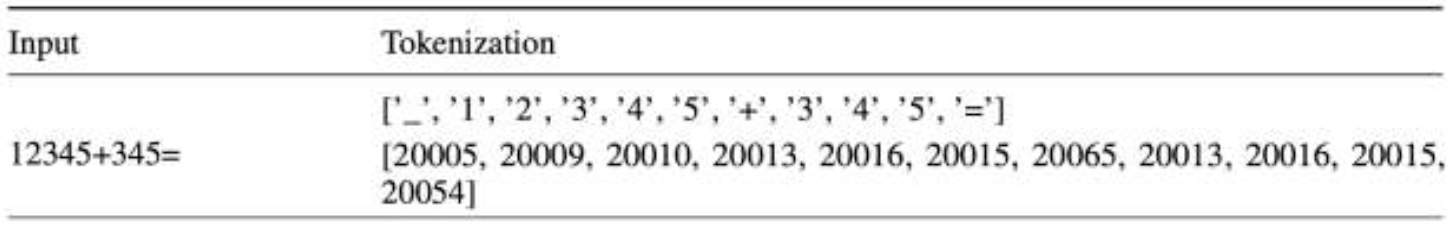 Input Tokenization
['_', '1', '2', '3', '4', '5', '+', '3', '4', '5', '=']
12345+345= [20005, 20009, 20010, 20013, 20016, 20015, 20065, 20013, 20016, 20015,
20054]